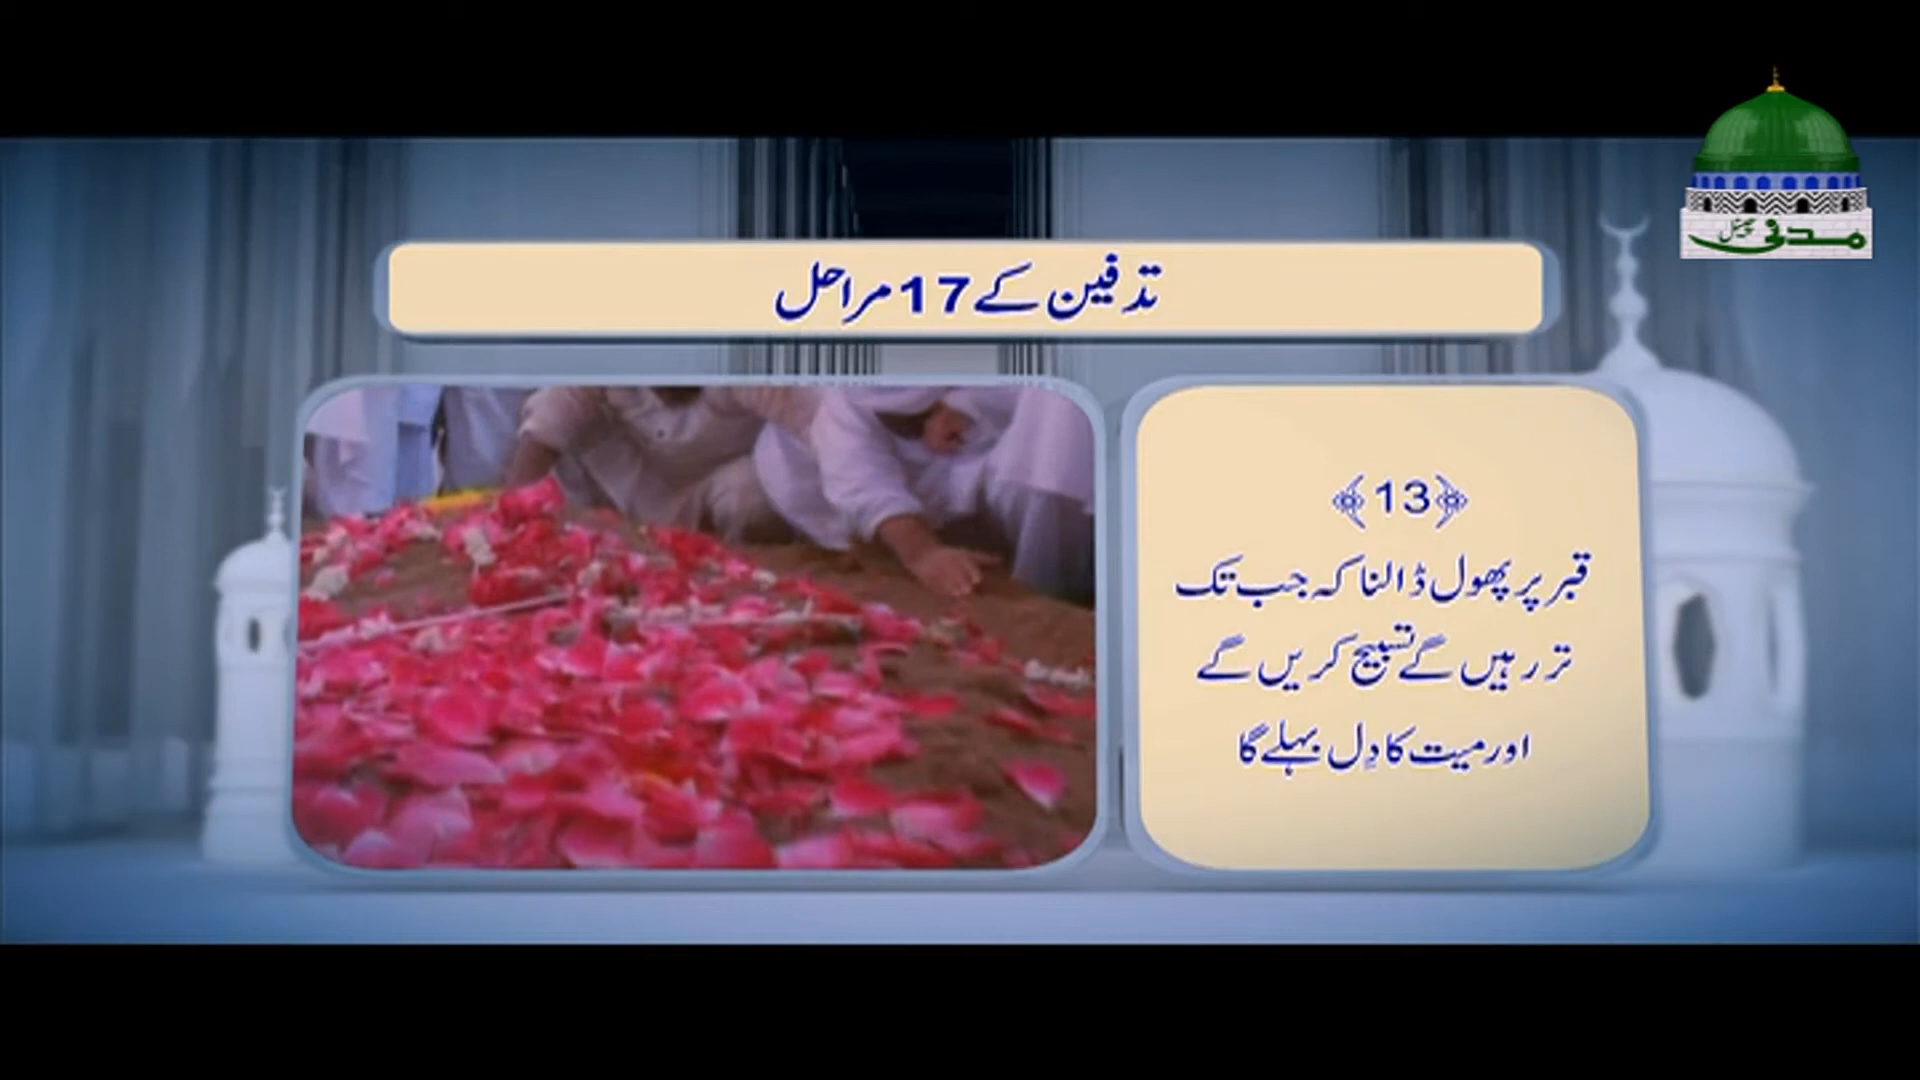 مدنی چینل
تدفین کے 17 مراحل
﴿13﴾
قبر پر پھول ڈالنا کہ جب تک
تر رہیں گے تسبیح کریں گے
اور میت کا دِل بہلے گا